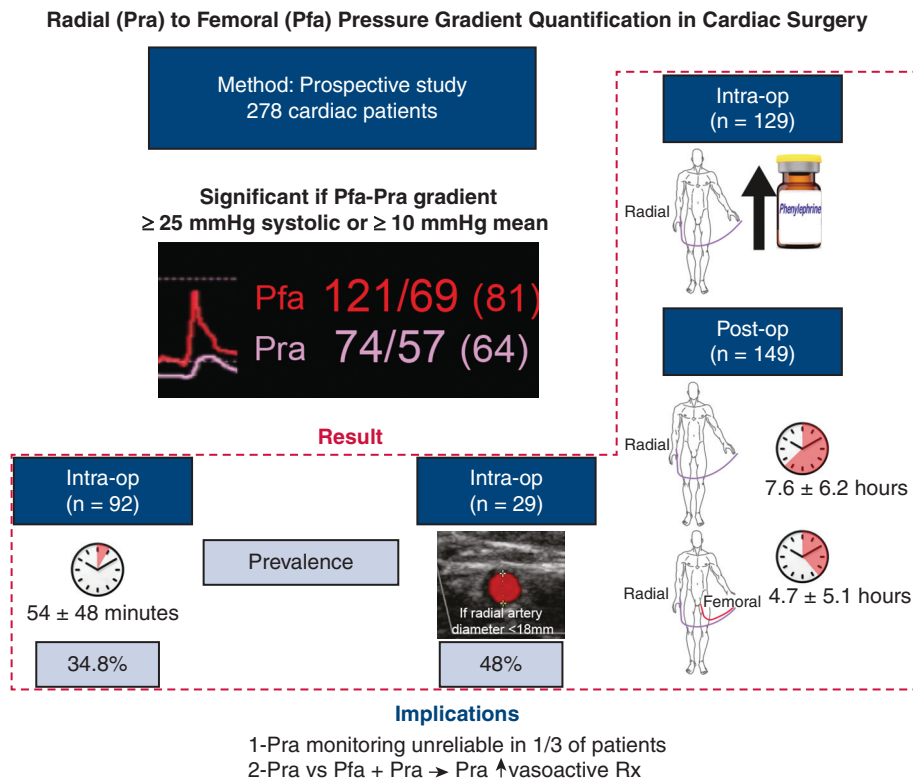 Radial (Pra) to Femoral (Pfa) Pressure Gradient Quantification in Cardiac Surgery
Method: Prospective study
278 cardiac patients
Significant if Pfa-Pra gradient
≥ 25 mmHg systolic or ≥ 10 mmHg mean
Pfa 121/69 (81)
Pra 74/57 (64)
Intra-op
(n = 129)
Radial
Phenylephrine
Post-op
(n = 149)
Radial
7.6 ± 6.2 hours
Radial
Femoral
4.7 ± 5.1 hours
Result
Intra-op
(n = 92)
54 ± 48 minutes
34.8%
Prevalence
Intra-op
(n = 29)
If radial artery
diameter <18mm
48%
Implications
1-Pra monitoring unreliable in 1/3 of patients
2-Pra vs Pfa + Pra → Pra ↑vasoactive Rx